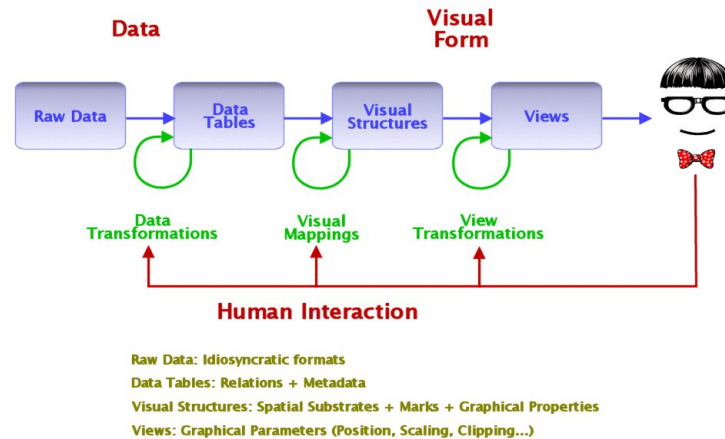 Data
Visual
Form
Raw Data
Data
Tables
Visual
Structures
Views
Data
Transformations
Visual
Mappings
View
Transformations
Human Interaction
Raw Data: Idiosyncratic formats
Data Tables: Relations + Metadata
Visual Structures: Spatial Substrates + Marks + Graphical Properties
Views: Graphical Parameters (Position, Scaling, Clipping...)